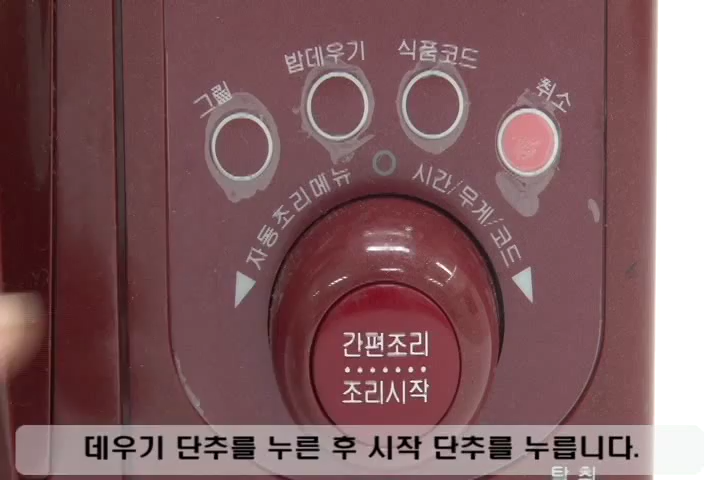 그릴
밥데우기
식품코드
취소
자동조리메뉴
시간/무게/코드
간편조리
조리시작
데우기 단추를 누른 후 시작 단추를 누릅니다.